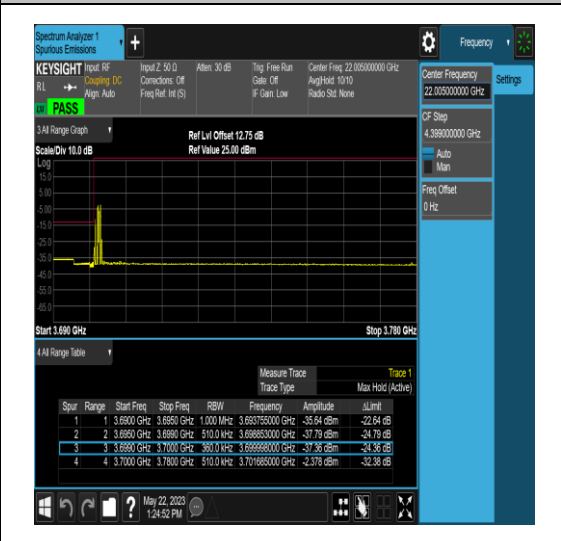 Spectrum Analyzer 1
Spurious Emissions
+
Frequency
KEYSIGHT
RL
Input: RF
Coupling: DC
Align: Auto
Input Z: 50 Ω
Corrections: Off
Freq Ref: Int (S)
Atten: 30 dB
Trig: Free Run
Gate: Off
IF Gain: Low
Center Freq: 22.005000000 GHz
Avg|Hold: 10/10
Radio Std: None
PASS
Center Frequency
22.005000000 GHz
Settings
CF Step
4.399000000 GHz
Auto
Man
Freq Offset
0 Hz
3 All Range Graph
Scale/Div 10.0 dB
Ref Lvl Offset 12.75 dB
Ref Value 25.00 dBm
Log
15.0
5.00
-5.00
-15.0
-25.0
-35.0
-45.0
-55.0
-65.0
Start 3.690 GHz
Stop 3.780 GHz
4 All Range Table
Measure Trace Trace 1
Trace Type Max Hold (Active)
Spur Range Start Freq Stop Freq RBW Frequency Amplitude ΔLimit
1 1 3.6900 GHz 3.6950 GHz 1.000 MHz 3.693755000 GHz -35.64 dBm -22.64 dB
2 2 3.6950 GHz 3.6990 GHz 510.0 kHz 3.698853000 GHz -37.79 dBm -24.79 dB
3 3 3.6990 GHz 3.7000 GHz 360.0 kHz 3.699998000 GHz -37.36 dBm -24.36 dB
4 4 3.7000 GHz 3.7800 GHz 510.0 kHz 3.701685000 GHz -2.378 dBm -32.38 dB
?
May 22, 2023
1:24:52 PM